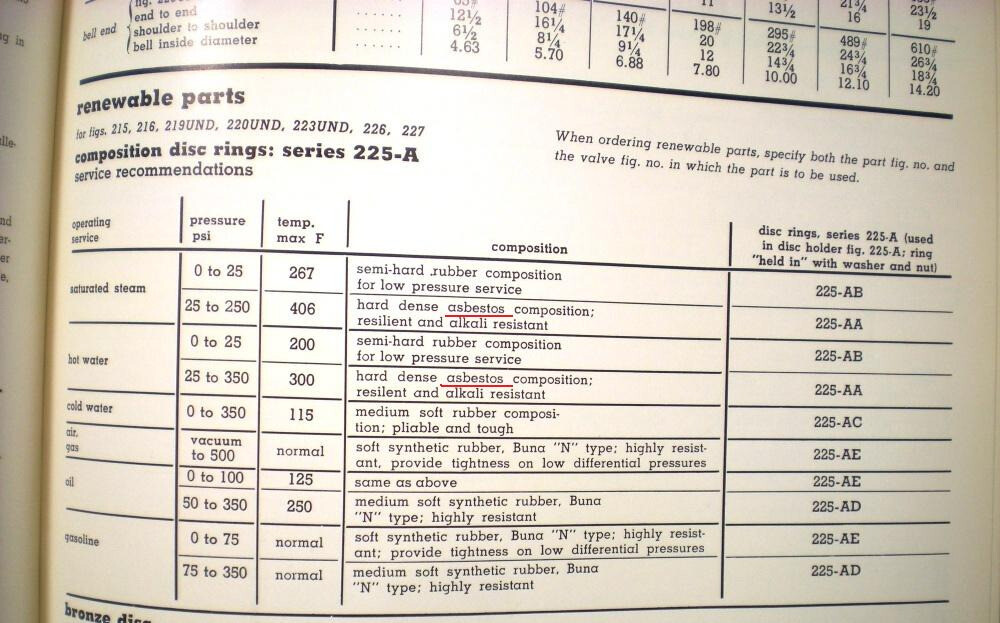 end to end 12½ 16¼ 140# 198# 13½ 16 23½
bell end shoulder to shoulder 6½ 8¼ 17¼ 20 295# 489# 19
bell inside diameter 4.63 5.70 9¼ 12 22¾ 24¾ 610#
6.88 7.80 14¾ 16¾ 26¾
10.00 12.10 18¾
14.20
renewable parts
for figs. 215, 216, 219UND, 220UND, 223UND, 226, 227
composition disc rings: series 225-A
service recommendations
When ordering renewable parts, specify both the part fig. no. and
the valve fig. no. in which the part is to be used.
operating
service
pressure
psi
temp.
max F
composition
disc rings, series 225-A (used
in disc holder fig. 225-A; ring
"held in" with washer and nut)
saturated steam
0 to 25 267 semi-hard rubber composition
for low pressure service 225-AB
25 to 250 406 hard dense asbestos composition;
resilient and alkali resistant 225-AA
hot water
0 to 25 200 semi-hard rubber composition
for low pressure service 225-AB
25 to 350 300 hard dense asbestos composition;
resilent and alkali resistant 225-AA
cold water 0 to 350 115 medium soft rubber composi-
tion; pliable and tough 225-AC
air,
gas
vacuum
to 500 normal soft synthetic rubber, Buna "N" type; highly resist-
ant, provide tightness on low differential pressures 225-AE
oil
0 to 100 125 same as above 225-AE
50 to 350 250 medium soft synthetic rubber, Buna
"N" type; highly resistant 225-AD
gasoline
0 to 75 normal soft synthetic rubber, Buna "N" type; highly resist-
ant; provide tightness on low differential pressures 225-AE
75 to 350 normal medium soft synthetic rubber, Buna
"N" type; highly resistant 225-AD
bronze disc